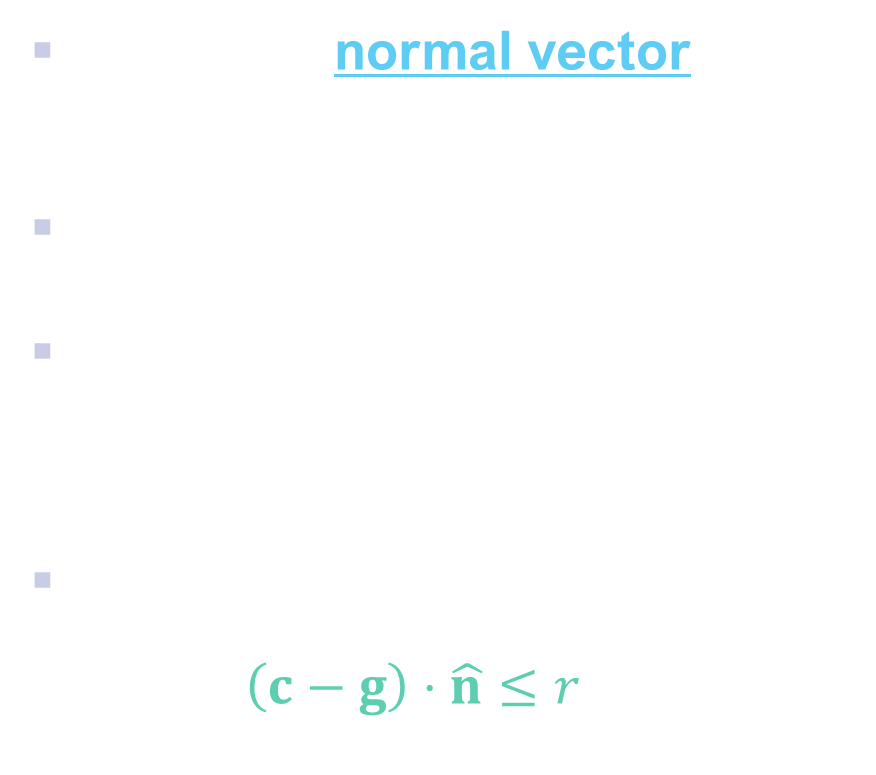 normal vector
(𝐜 − 𝐠) · 𝐧̂ ≤ 𝑟